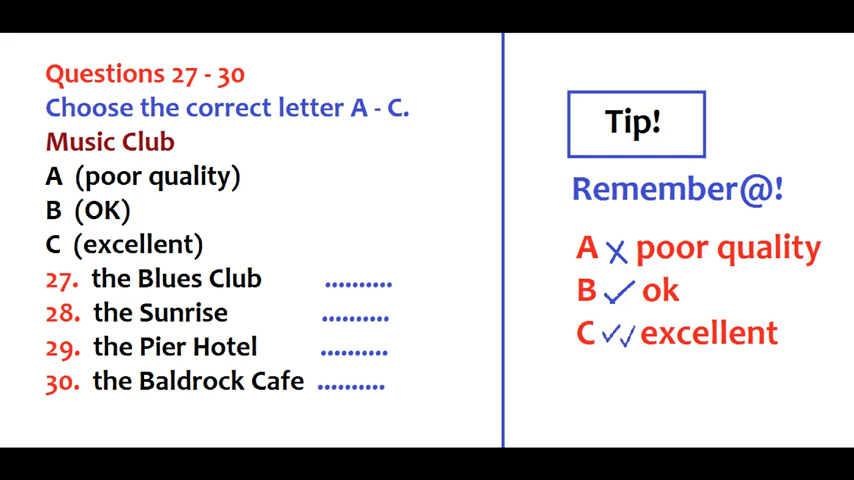 Questions 27 - 30
Choose the correct letter A - C.
Music Club
A (poor quality)
B (OK)
C (excellent)
27. the Blues Club ..........
28. the Sunrise ..........
29. the Pier Hotel ..........
30. the Baldrock Cafe ..........
Tip!
Remember@!
A ✗ poor quality
B ✓ ok
C ✓✓ excellent